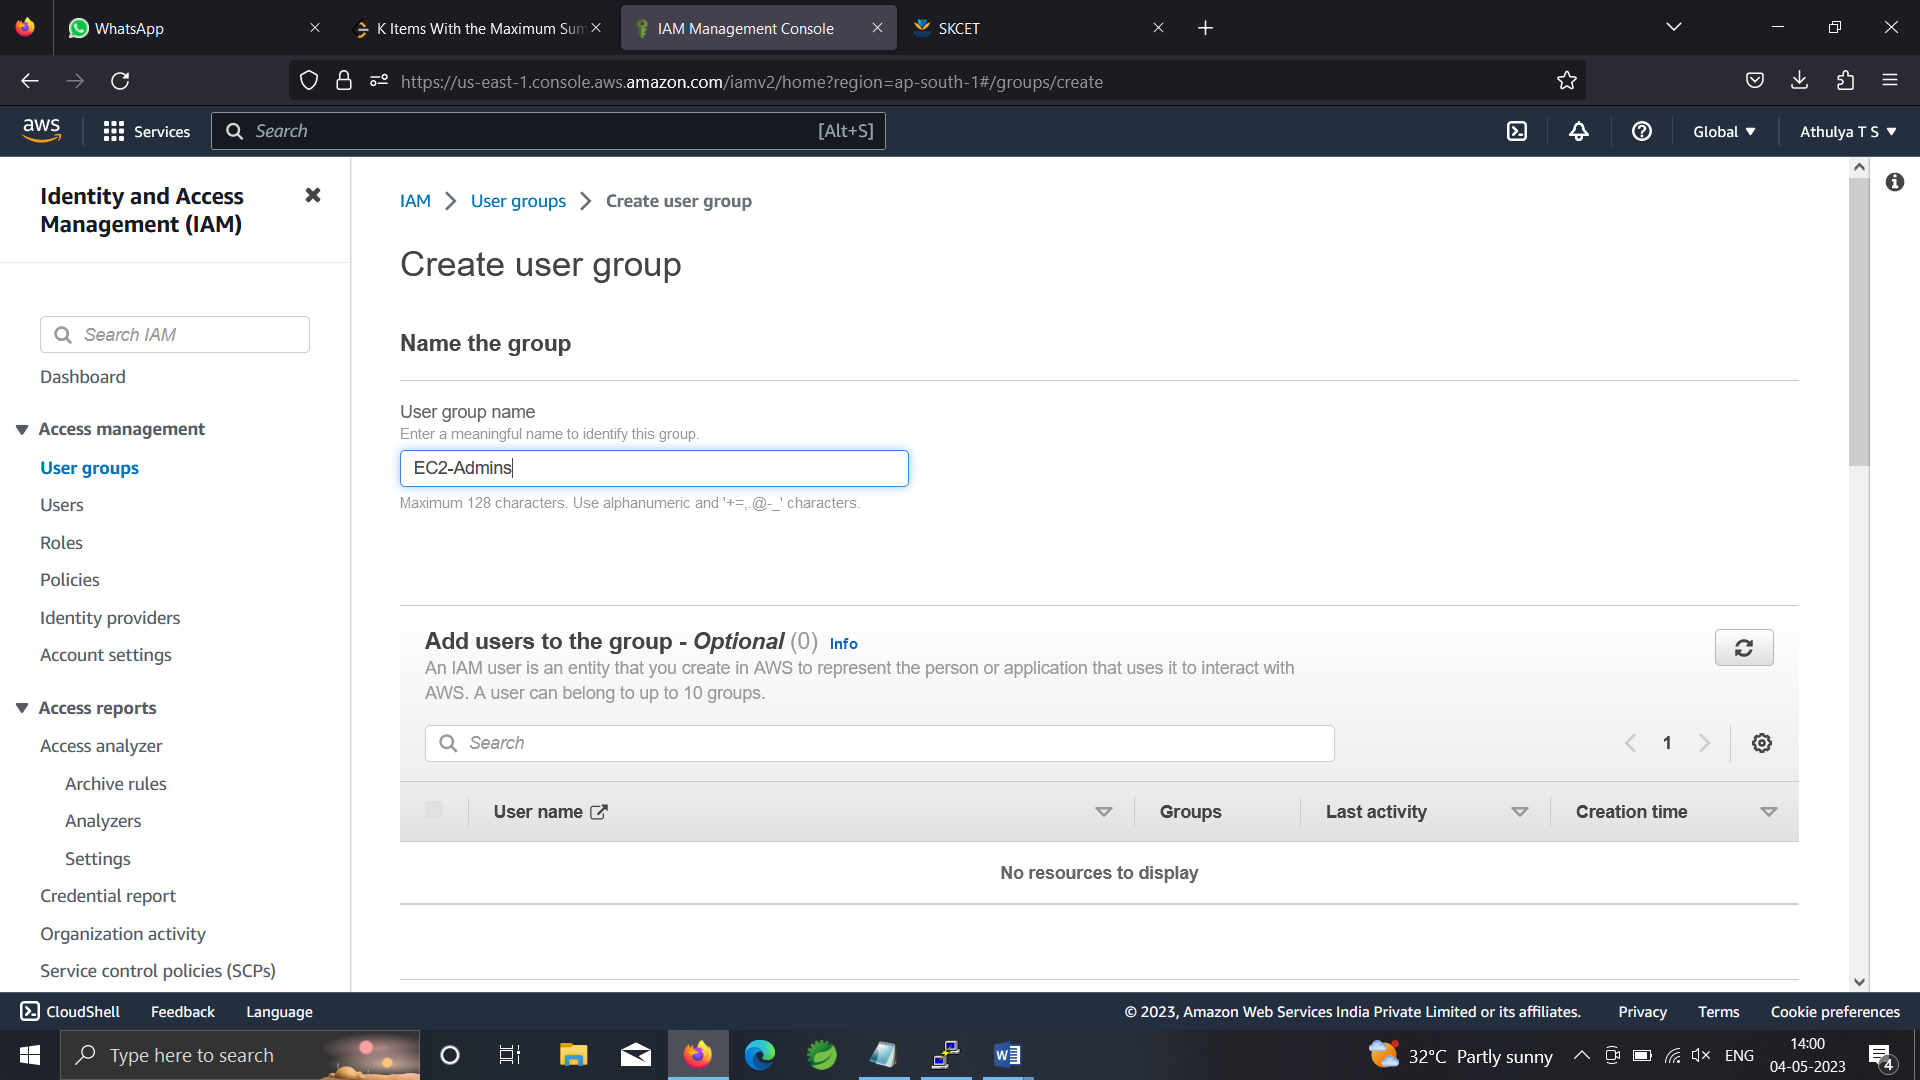 WhatsApp
K Items With the Maximum Sum
IAM Management Console
SKCET
https://us-east-1.console.aws.amazon.com/iamv2/home?region=ap-south-1#/groups/create
aws
Services
Search
[Alt+S]
Global
Athulya T S
Identity and Access
Management (IAM)
Search IAM
Dashboard
Access management
User groups
Users
Roles
Policies
Identity providers
Account settings
Access reports
Access analyzer
Archive rules
Analyzers
Settings
Credential report
Organization activity
Service control policies (SCPs)
IAM > User groups > Create user group
Create user group
Name the group
User group name
Enter a meaningful name to identify this group.
EC2-Admins
Maximum 128 characters. Use alphanumeric and '+=,.@-_' characters.
Add users to the group - Optional (0) Info
An IAM user is an entity that you create in AWS to represent the person or application that uses it to interact with
AWS. A user can belong to up to 10 groups.
Search
1
User name
Groups
Last activity
Creation time
No resources to display
CloudShell
Feedback
Language
© 2023, Amazon Web Services India Private Limited or its affiliates.
Privacy
Terms
Cookie preferences
Type here to search
32°C Partly sunny
ENG
14:00
04-05-2023
4